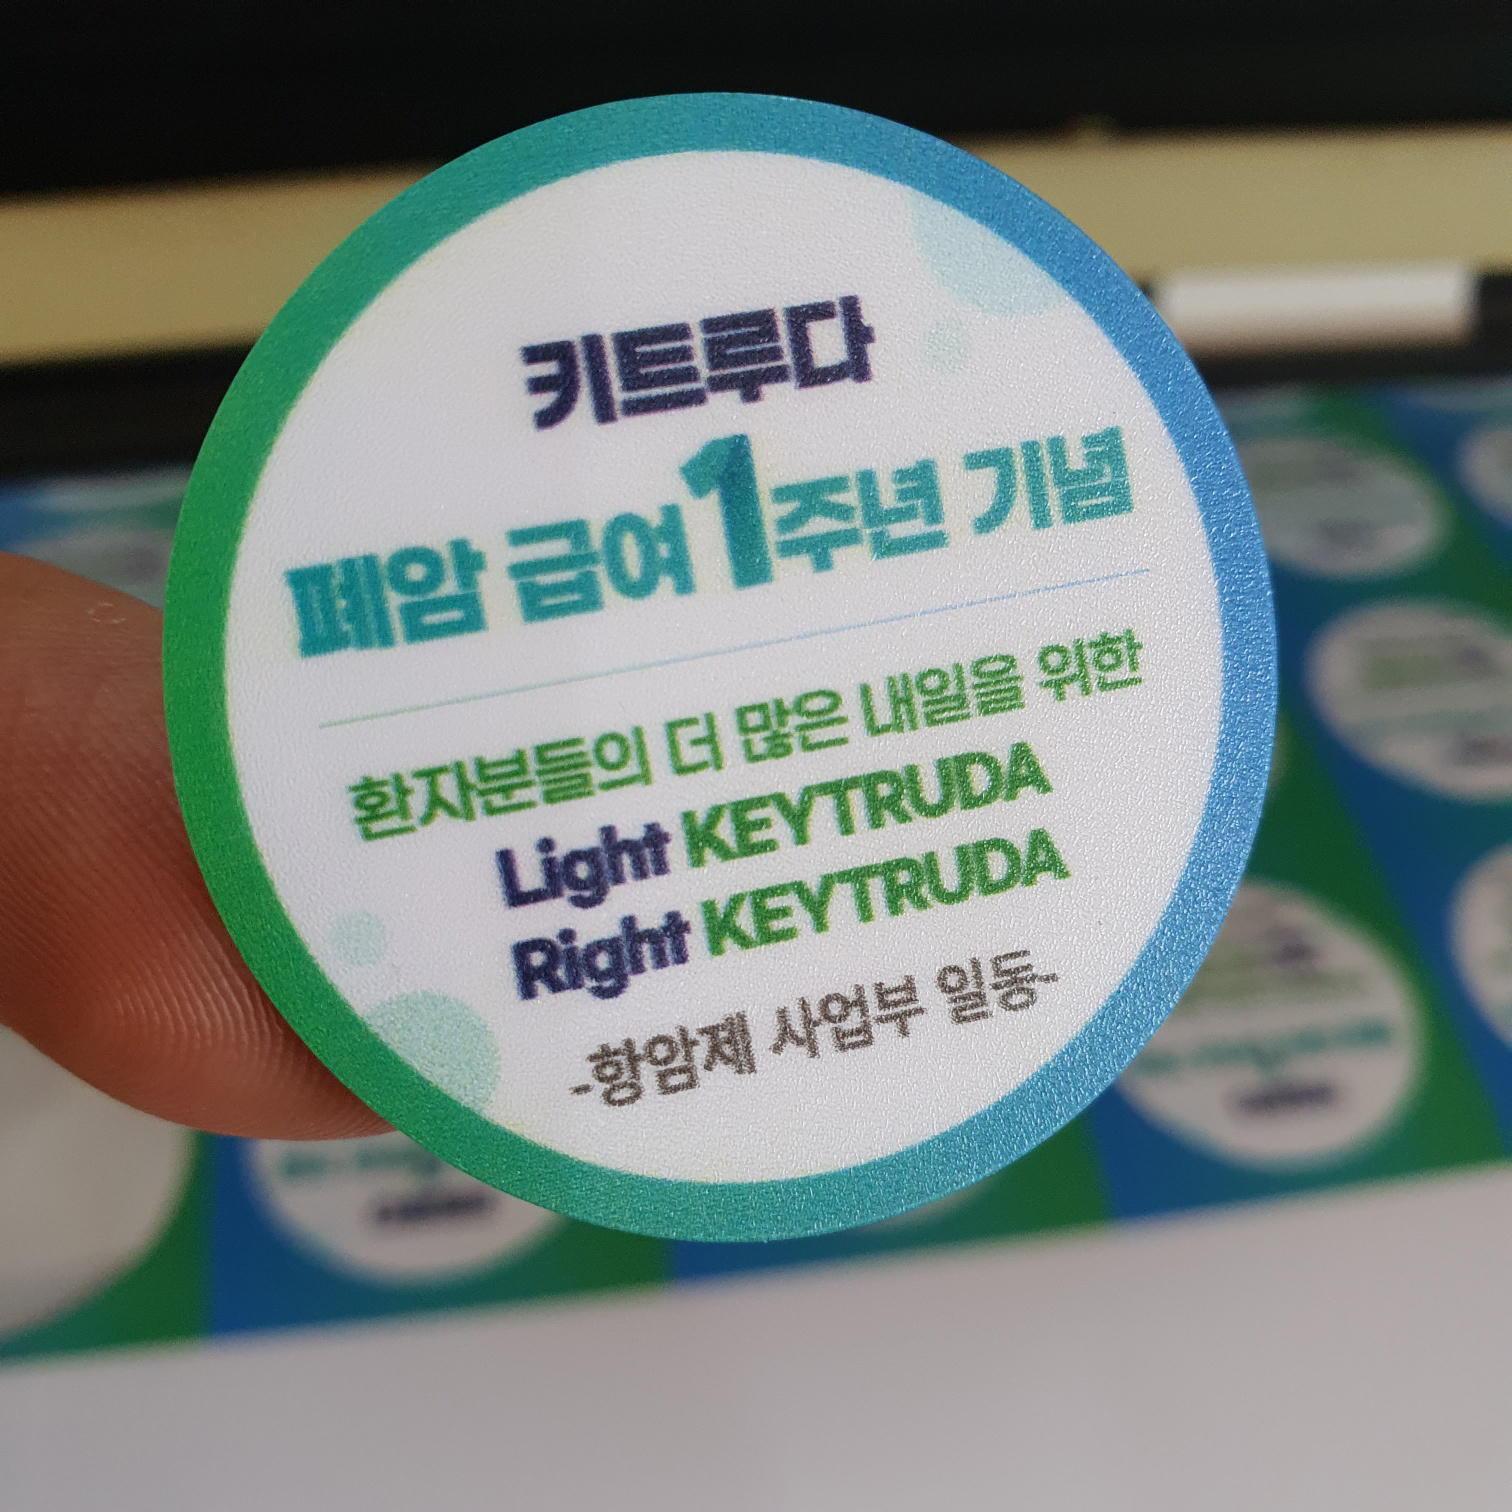 키트루다
폐암 급여 1주년 기념
환자분들의 더 많은 내일을 위한
Light KEYTRUDA
Right KEYTRUDA
-항암제 사업부 일동-